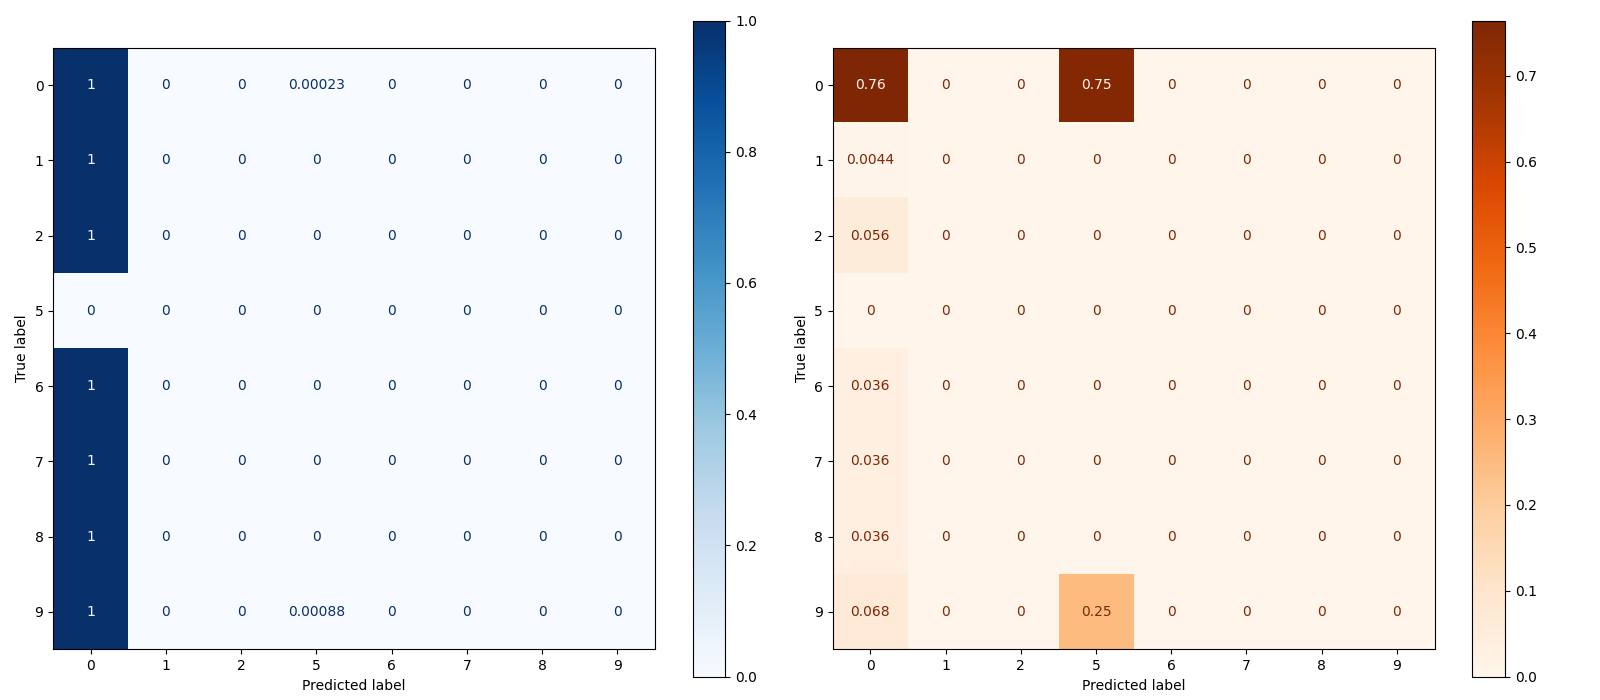 0 1 0 0 0.00023 0 0 0 0
1 1 0 0 0 0 0 0 0
2 1 0 0 0 0 0 0 0
5 0 0 0 0 0 0 0 0
6 1 0 0 0 0 0 0 0
7 1 0 0 0 0 0 0 0
8 1 0 0 0 0 0 0 0
9 1 0 0 0.00088 0 0 0 0
0 1 2 5 6 7 8 9
True label
Predicted label
1.0
0.8
0.6
0.4
0.2
0.0
0 0.76 0 0 0.75 0 0 0 0
1 0.0044 0 0 0 0 0 0 0
2 0.056 0 0 0 0 0 0 0
5 0 0 0 0 0 0 0 0
6 0.036 0 0 0 0 0 0 0
7 0.036 0 0 0 0 0 0 0
8 0.036 0 0 0 0 0 0 0
9 0.068 0 0 0.25 0 0 0 0
0 1 2 5 6 7 8 9
True label
Predicted label
0.7
0.6
0.5
0.4
0.3
0.2
0.1
0.0